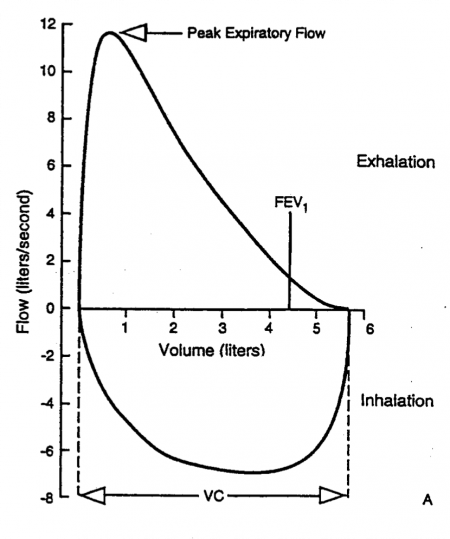 12
Peak Expiratory Flow
10
8
Exhalation
6
FEV1
4
2
0
1 2 3 4 5 6
Volume (liters)
Flow (liters/second)
-2
Inhalation
-4
-6
-8
VC
A